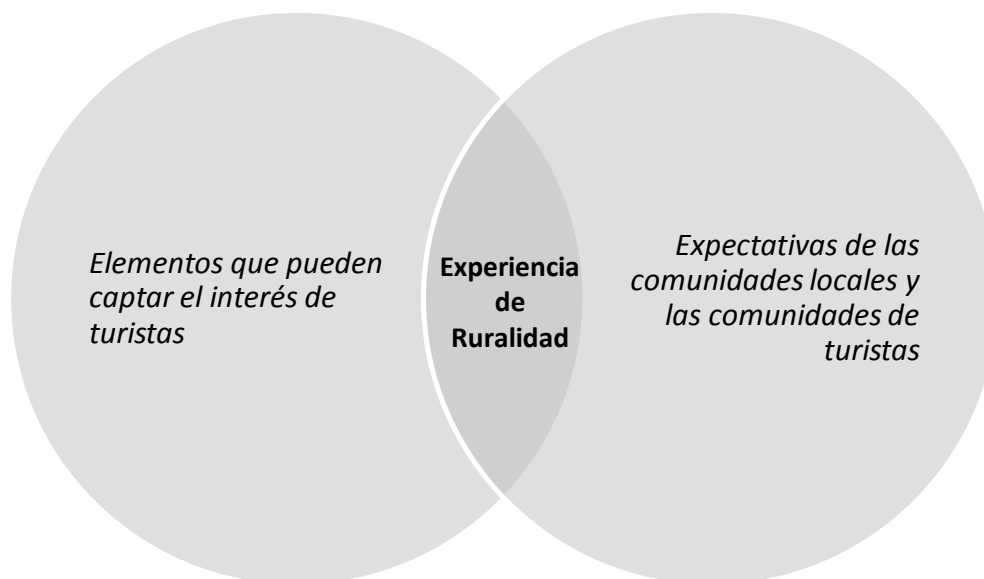 Elementos que pueden
captar el interés de
turistas
Experiencia
de
Ruralidad
Expectativas de las
comunidades locales y
las comunidades de
turistas